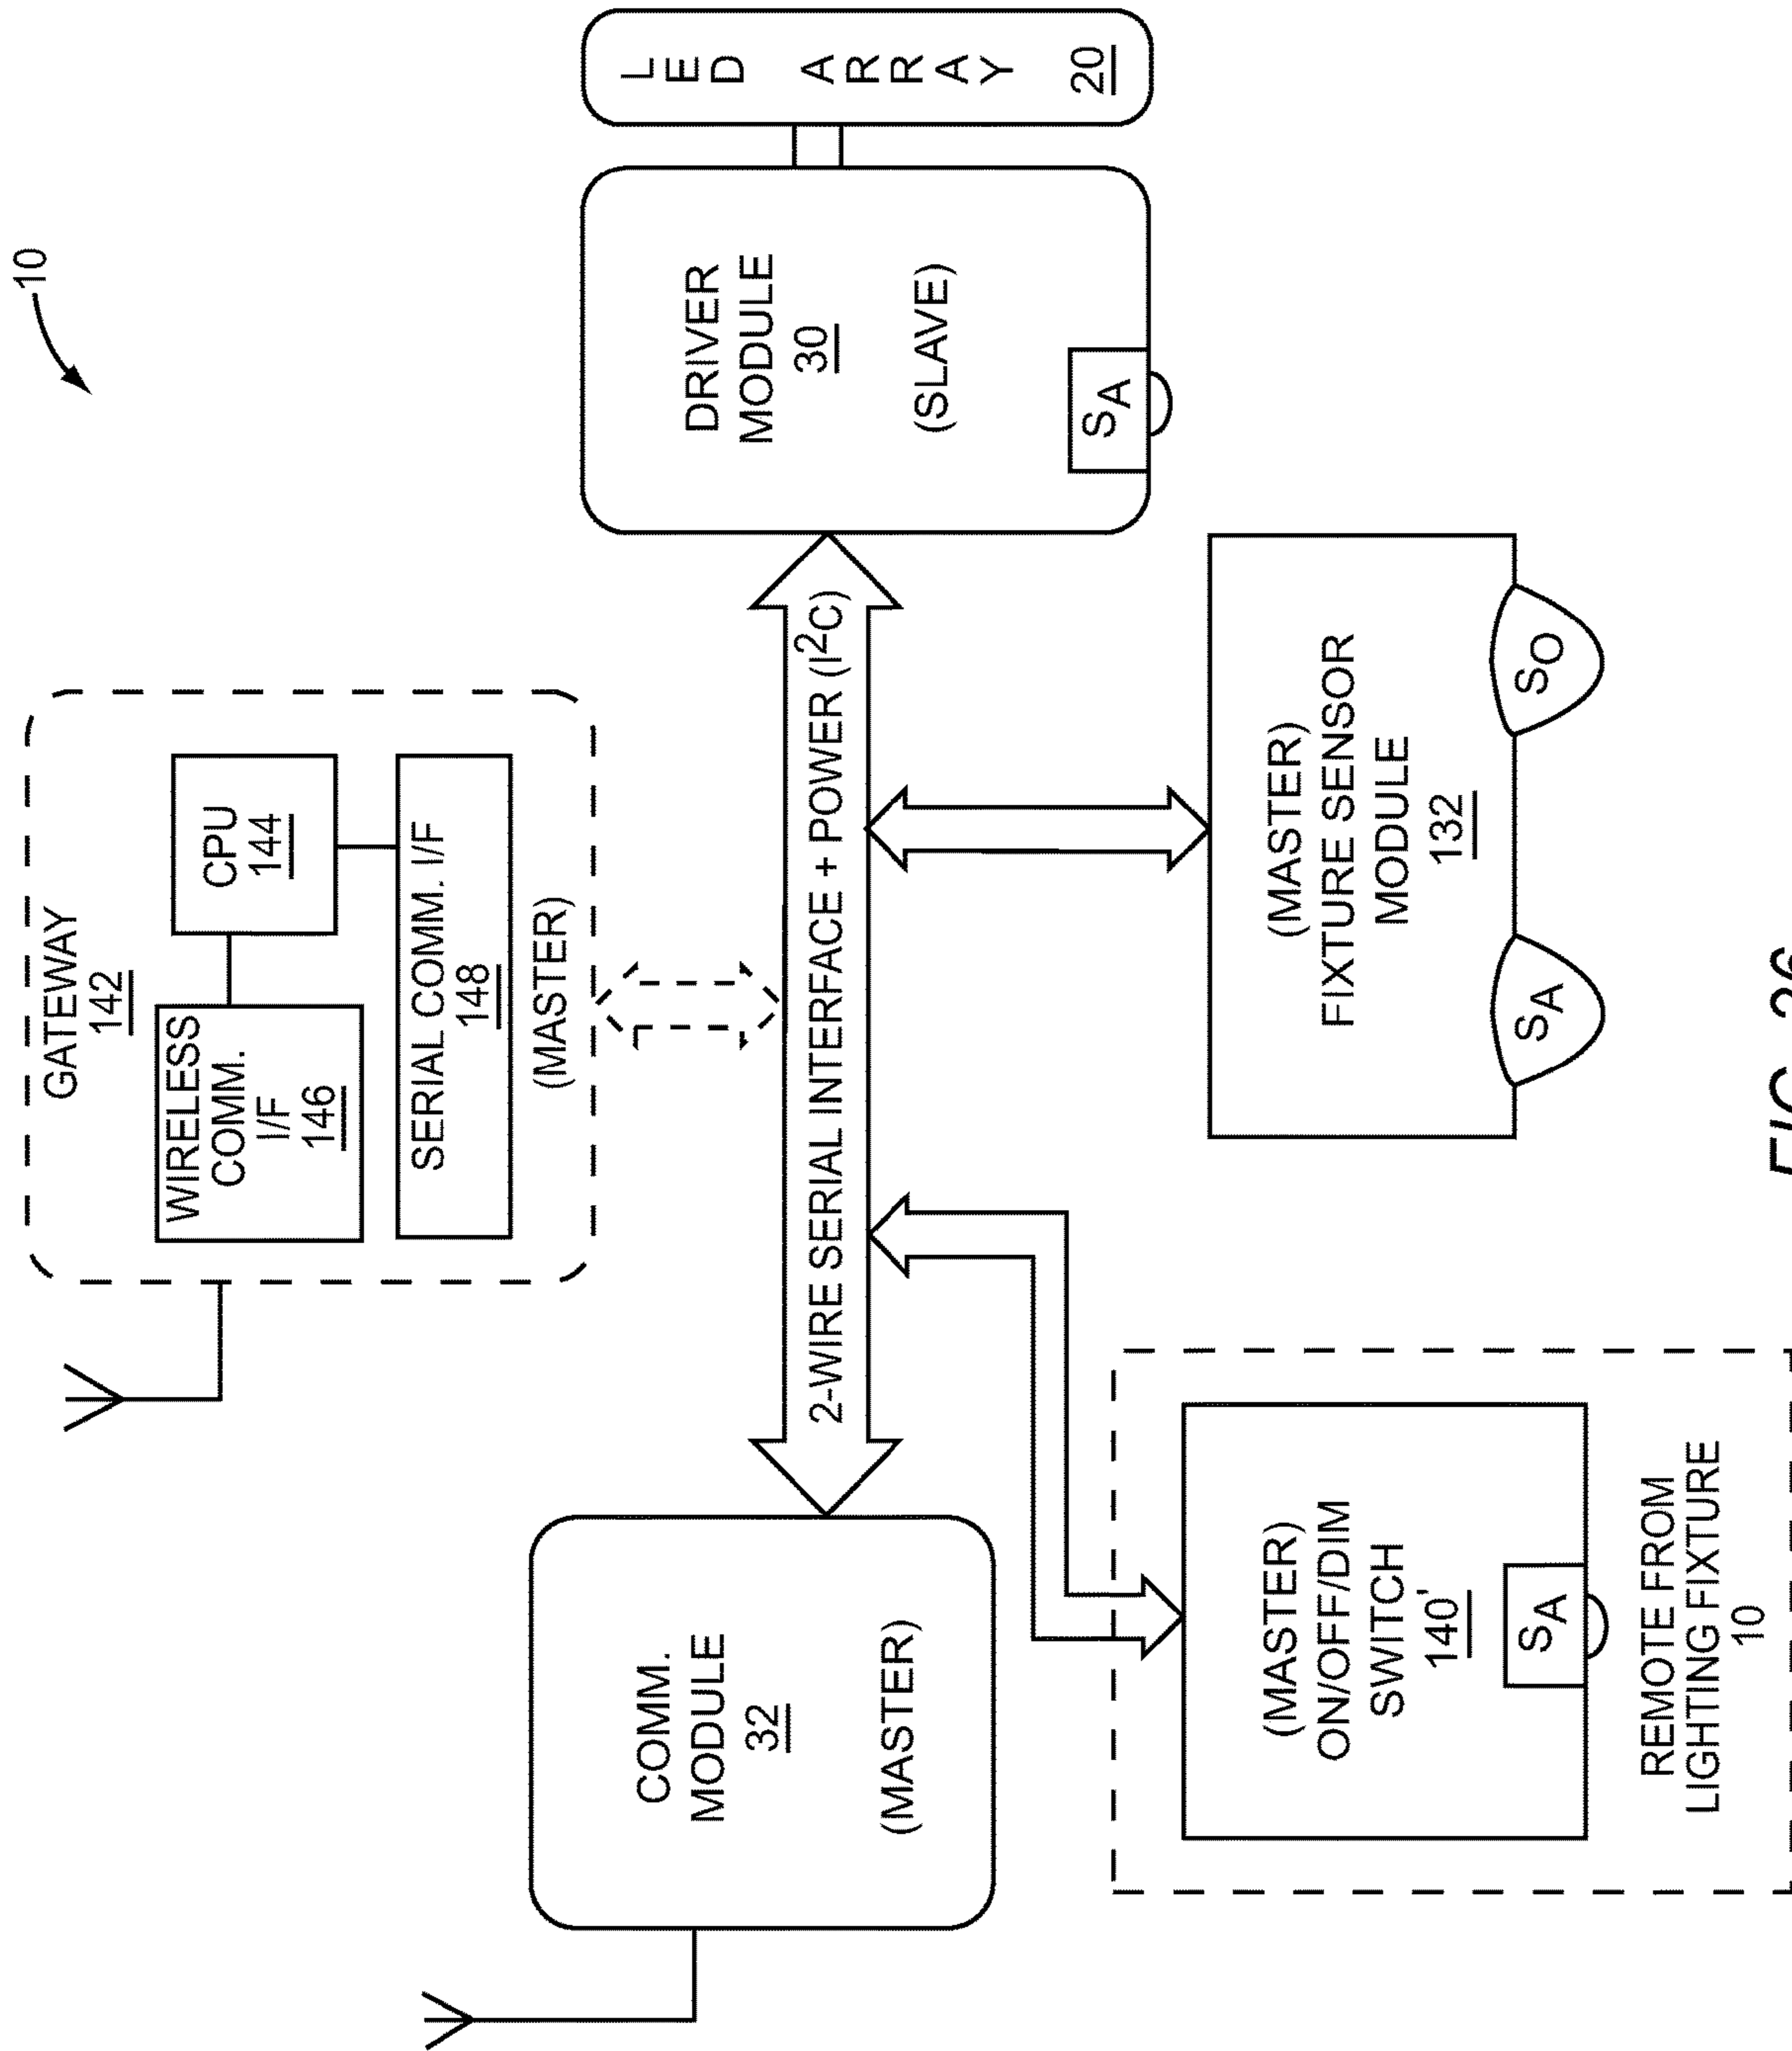 10
GATEWAY
142
WIRELESS
COMM.
I/F
146
CPU
144
SERIAL COMM. I/F
148
(MASTER)
COMM.
MODULE
32
(MASTER)
2-WIRE SERIAL INTERFACE + POWER (I²C)
DRIVER
MODULE
30
(SLAVE)
SA
LED ARRAY
20
(MASTER)
ON/OFF/DIM
SWITCH
140'
SA
REMOTE FROM
LIGHTING FIXTURE
10
(MASTER)
FIXTURE SENSOR
MODULE
132
SA
SO
FIG. 26